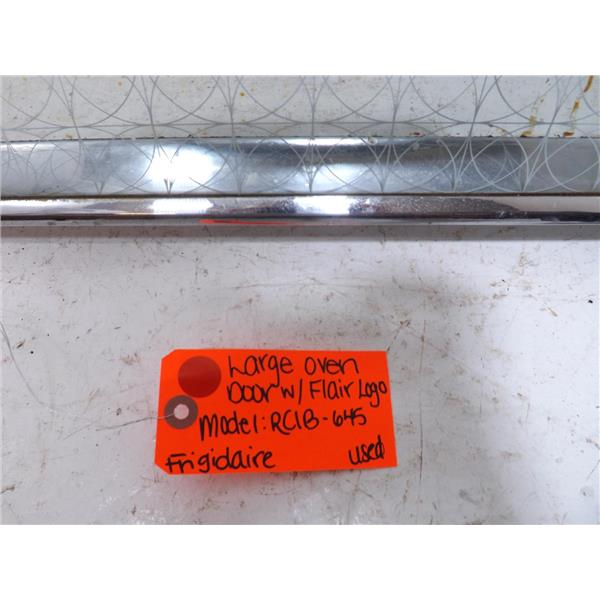 Large oven
Door w/ Flair Logo
Model: RCIB-645
Frigidaire used